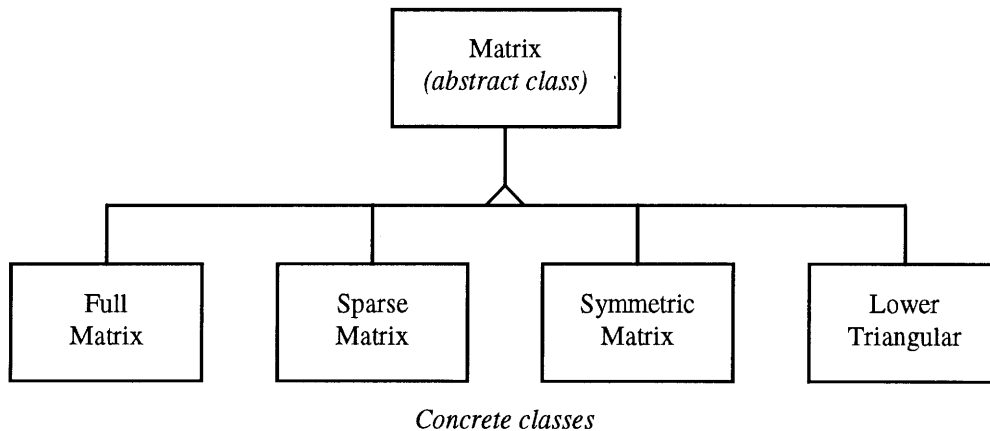 Matrix
(abstract class)
Full
Matrix
Sparse
Matrix
Symmetric
Matrix
Lower
Triangular
Concrete classes